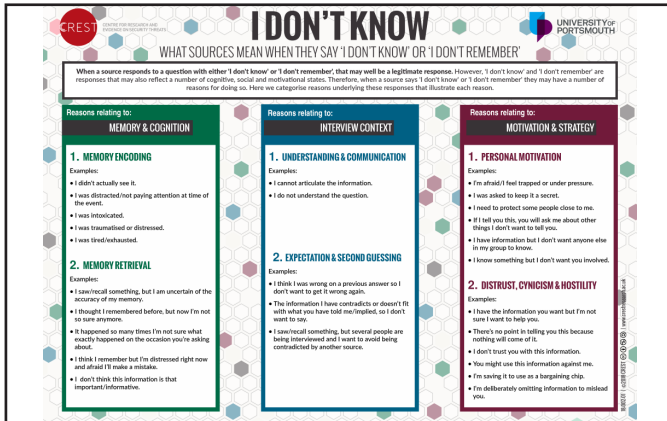 CREST
CENTRE FOR RESEARCH AND
EVIDENCE ON SECURITY THREATS
I DON'T KNOW
UNIVERSITY OF
PORTSMOUTH
WHAT SOURCES MEAN WHEN THEY SAY 'I DON'T KNOW' OR 'I DON'T REMEMBER'
When a source responds to a question with either 'I don't know' or 'I don't remember', that may well be a legitimate response. However, 'I don't know' and 'I don't remember' are
responses that may also reflect a number of cognitive, social and motivational states. Therefore, when a source says 'I don't know' or 'I don't remember' they may have a number of
reasons for doing so. Here we categorise reasons underlying these responses that illustrate each reason.
Reasons relating to:
MEMORY & COGNITION
1. MEMORY ENCODING
Examples:
• I didn't actually see it.
• I was distracted/not paying attention at time of
the event.
• I was intoxicated.
• I was traumatised or distressed.
• I was tired/exhausted.
2. MEMORY RETRIEVAL
Examples:
• I saw/recall something, but I am uncertain of the
accuracy of my memory.
• I thought I remembered before, but now I'm not
so sure anymore.
• It happened so many times I'm not sure what
exactly happened on the occasion you're asking
about.
• I think I remember but I'm distressed right now
and afraid I'll make a mistake.
• I don't think this information is that
important/informative.
Reasons relating to:
INTERVIEW CONTEXT
1. UNDERSTANDING & COMMUNICATION
Examples:
• I cannot articulate the information.
• I do not understand the question.
2. EXPECTATION & SECOND GUESSING
Examples:
• I think I was wrong on a previous answer so I
don't want to get it wrong again.
• The information I have contradicts or doesn't fit
with what you have told me/implied, so I don't
want to say.
• I saw/recall something, but several people are
being interviewed and I want to avoid being
contradicted by another source.
Reasons relating to:
MOTIVATION & STRATEGY
1. PERSONAL MOTIVATION
Examples:
• I'm afraid/I feel trapped or under pressure.
• I was asked to keep it a secret.
• I need to protect some people close to me.
• If I tell you this, you will ask me about other
things I don't want to tell you.
• I have information but I don't want anyone else
in my group to know.
• I know something but I don't want you involved.
2. DISTRUST, CYNICISM & HOSTILITY
Examples:
• I have the information you want but I'm not
sure I want to help you.
• There's no point in telling you this because
nothing will come of it.
• I don't trust you with this information.
• You might use this information against me.
• I'm saving it to use as a bargaining chip.
• I'm deliberately omitting information to mislead
you.